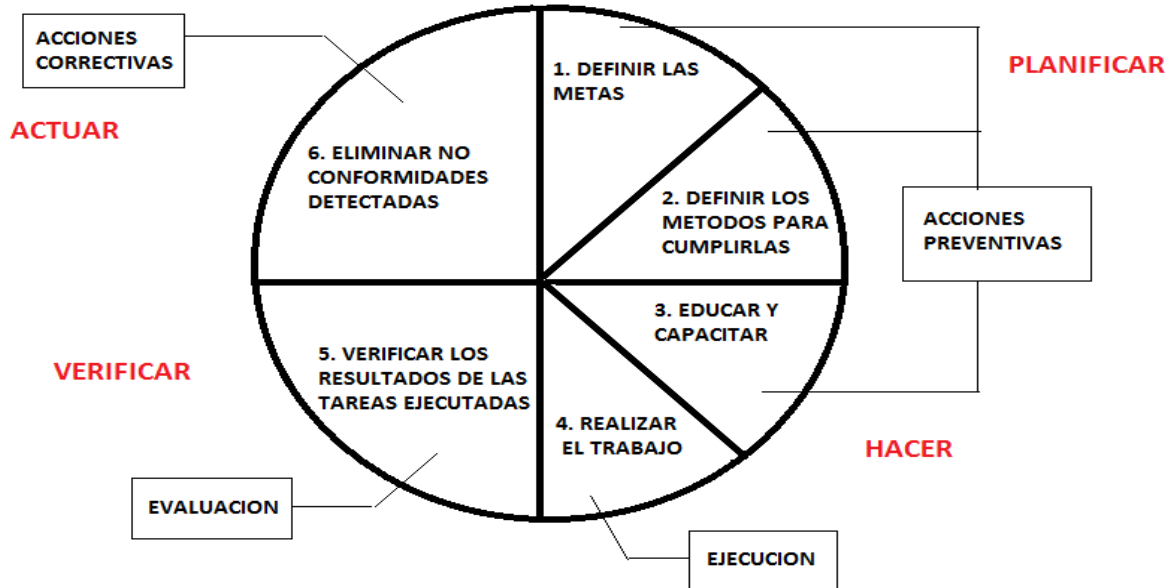 ACCIONES
CORRECTIVAS
ACTUAR
1. DEFINIR LAS
METAS
PLANIFICAR
6. ELIMINAR NO
CONFORMIDADES
DETECTADAS
2. DEFINIR LOS
METODOS PARA
CUMPLIRLAS
ACCIONES
PREVENTIVAS
3. EDUCAR Y
CAPACITAR
VERIFICAR
5. VERIFICAR LOS
RESULTADOS DE LAS
TAREAS EJECUTADAS
4. REALIZAR
EL TRABAJO
HACER
EVALUACION
EJECUCION